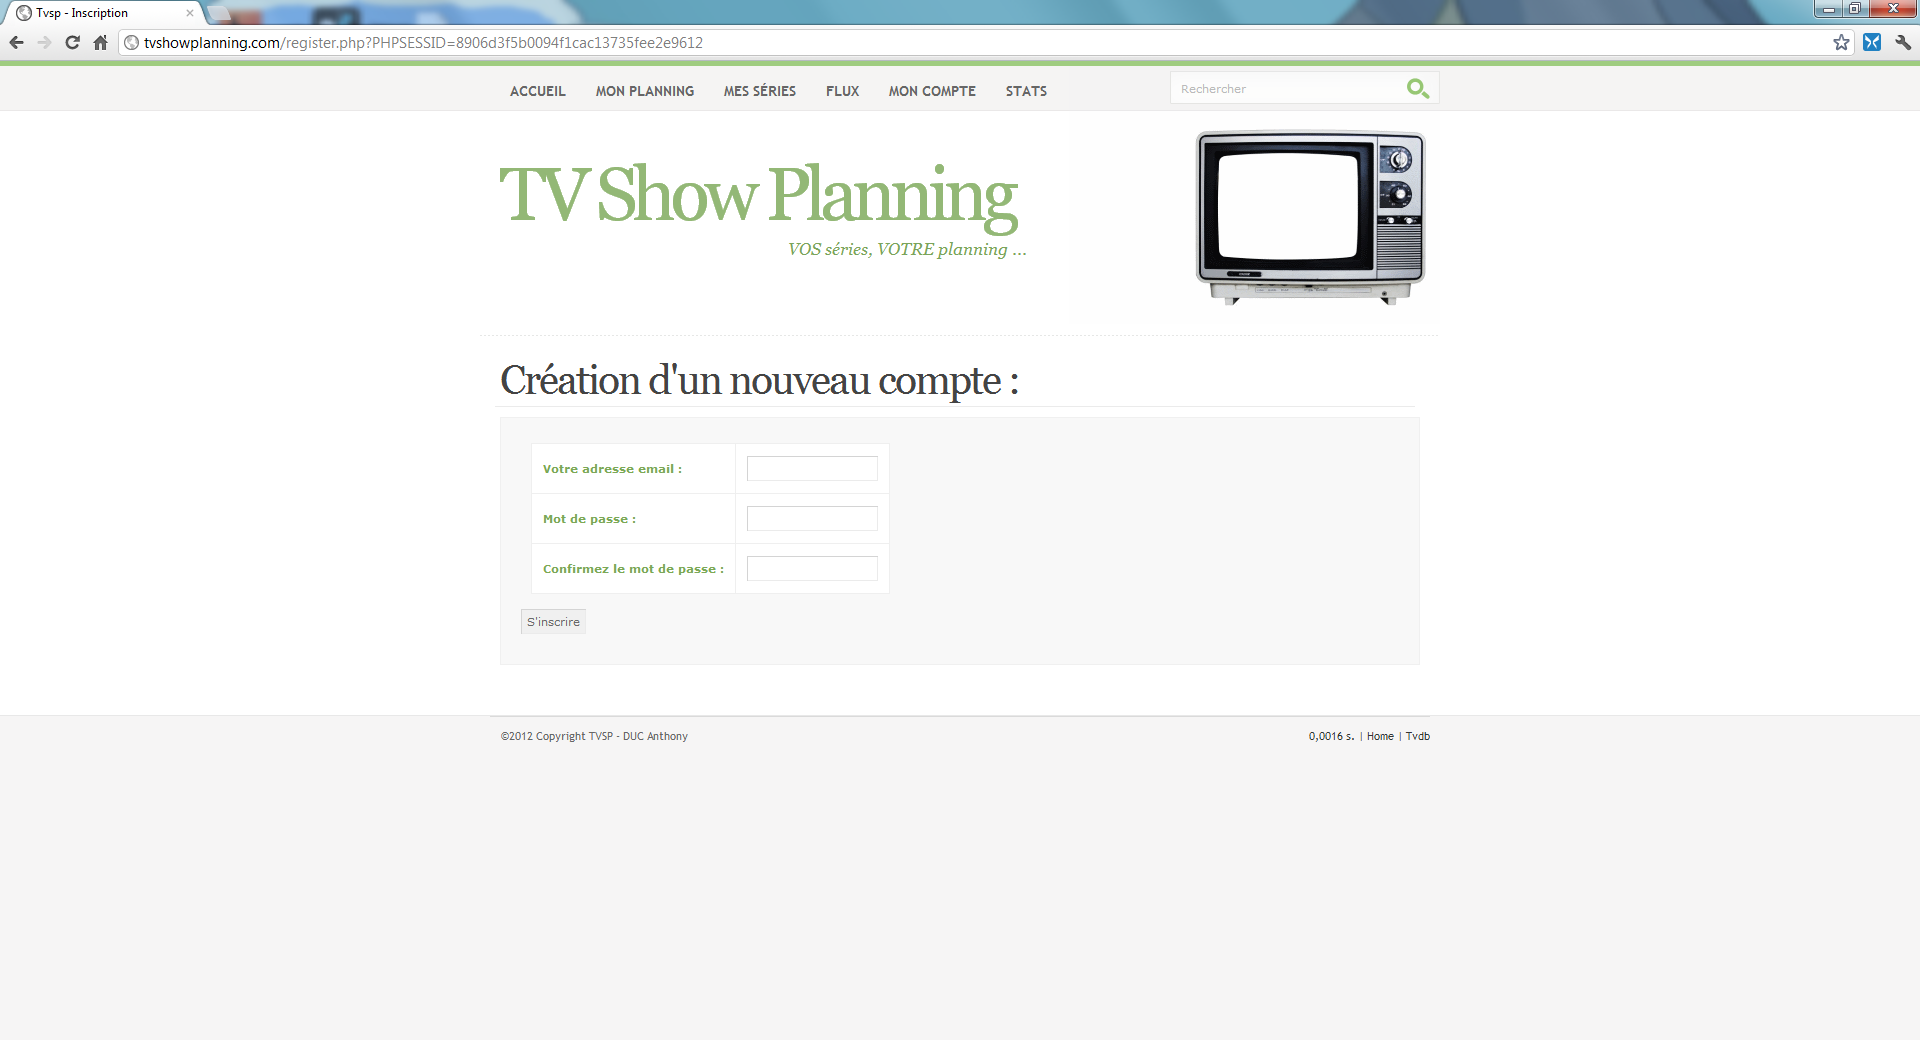 Tvsp - Inscription
tvshowplanning.com/register.php?PHPSESSID=8906d3f5b0094f1cac13735fee2e9612
ACCUEIL MON PLANNING MES SÉRIES FLUX MON COMPTE STATS
Rechercher
TV Show Planning
VOS séries, VOTRE planning ...
Création d'un nouveau compte :
Votre adresse email :
Mot de passe :
Confirmez le mot de passe :
S'inscrire
©2012 Copyright TVSP - DUC Anthony
0,0016 s. | Home | Tvdb